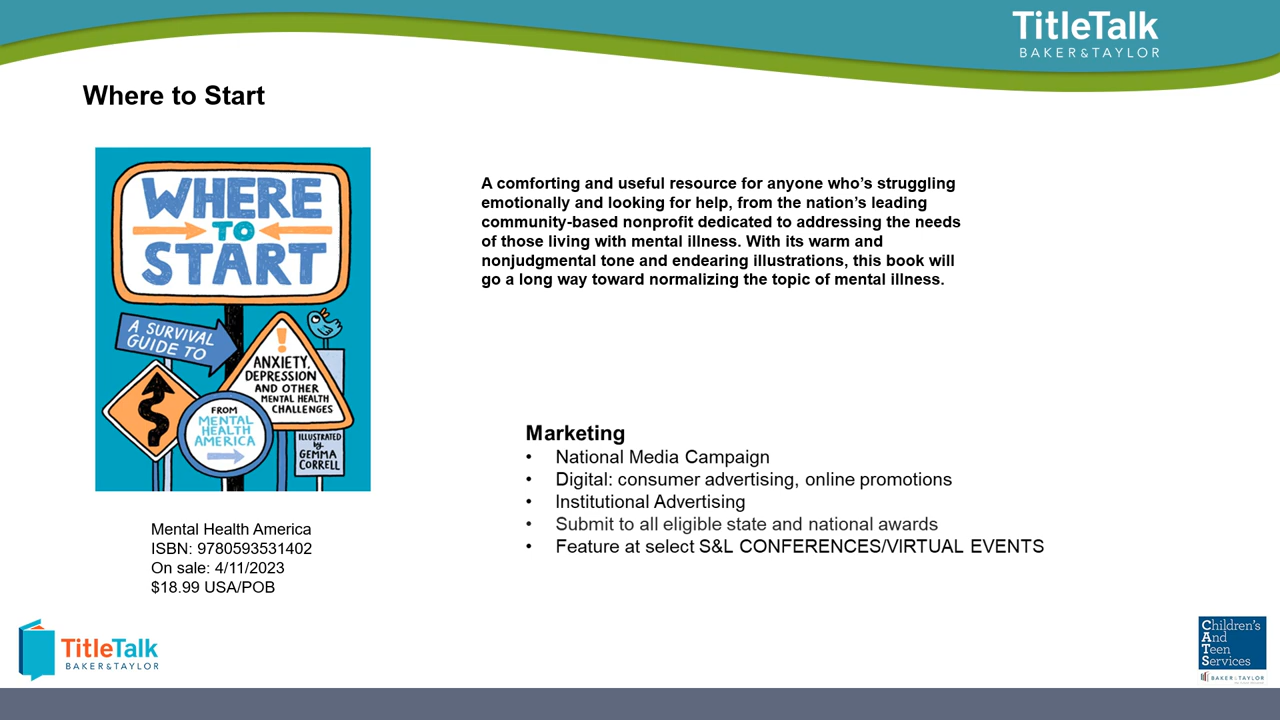 TitleTalk
BAKER & TAYLOR
Where to Start
WHERE
TO
START
A SURVIVAL
GUIDE TO
!
ANXIETY,
DEPRESSION
AND OTHER
MENTAL HEALTH
CHALLENGES
FROM
MENTAL
HEALTH
AMERICA
ILLUSTRATED
by
GEMMA
CORRELL
A comforting and useful resource for anyone who’s struggling
emotionally and looking for help, from the nation’s leading
community-based nonprofit dedicated to addressing the needs
of those living with mental illness. With its warm and
nonjudgmental tone and endearing illustrations, this book will
go a long way toward normalizing the topic of mental illness.
Mental Health America
ISBN: 9780593531402
On sale: 4/11/2023
$18.99 USA/POB
Marketing
• National Media Campaign
• Digital: consumer advertising, online promotions
• Institutional Advertising
• Submit to all eligible state and national awards
• Feature at select S&L CONFERENCES/VIRTUAL EVENTS
TitleTalk
BAKER & TAYLOR
Children's
And
Teen
Services
BAKER & TAYLOR